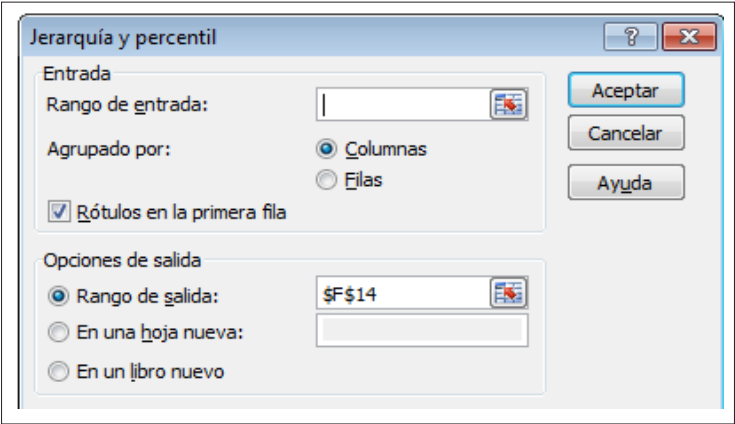 Jerarquía y percentil
Entrada
Rango de entrada:
Aceptar
Cancelar
Agrupado por:
Columnas
Filas
Ayuda
Rótulos en la primera fila
Opciones de salida
Rango de salida:
$F$14
En una hoja nueva:
En un libro nuevo